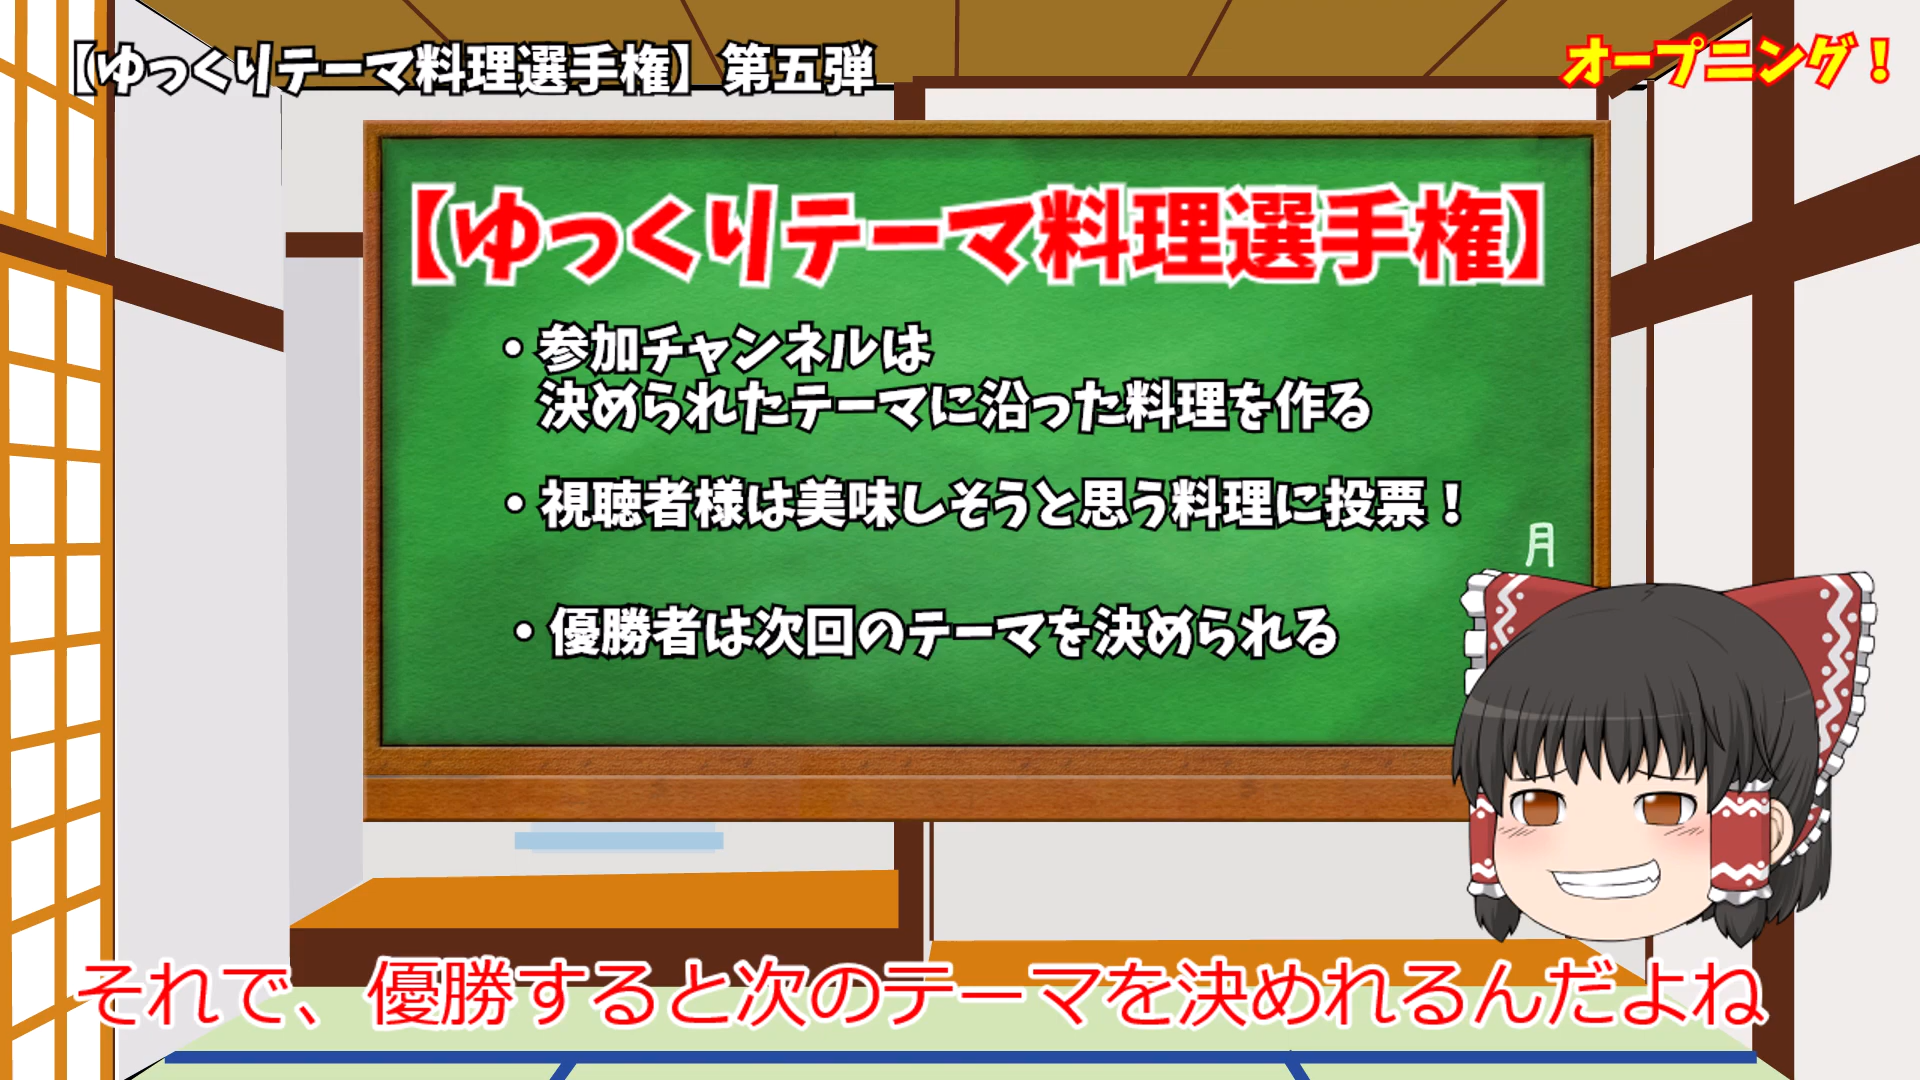 【ゆっくりテーマ料理選手権】第五弾
オープニング！
【ゆっくりテーマ料理選手権】
・参加チャンネルは
決められたテーマに沿った料理を作る
・視聴者様は美味しそうと思う料理に投票！
月
・優勝者は次回のテーマを決められる
それで、優勝すると次のテーマを決めれるんだよね